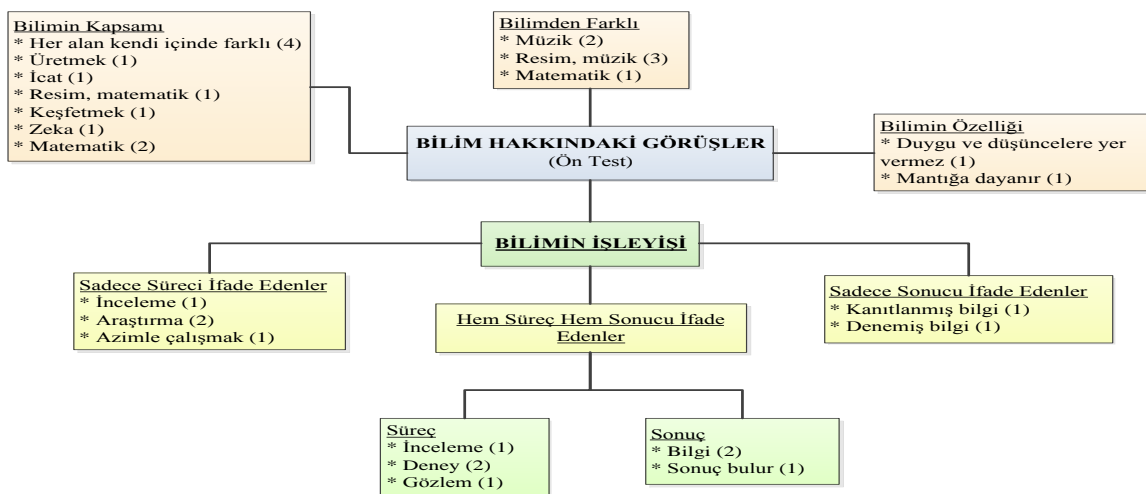 Bilimin Kapsamı
* Her alan kendi içinde farklı (4)
* Üretmek (1)
* İcat (1)
* Resim, matematik (1)
* Keşfetmek (1)
* Zeka (1)
* Matematik (2)
Bilimden Farklı
* Müzik (2)
* Resim, müzik (3)
* Matematik (1)
BİLİM HAKKINDAKİ GÖRÜŞLER
(Ön Test)
Bilimin Özelliği
* Duygu ve düşüncelere yer
vermez (1)
* Mantığa dayanır (1)
BİLİMİN İŞLEYİŞİ
Sadece Süreci İfade Edenler
* İnceleme (1)
* Araştırma (2)
* Azimle çalışmak (1)
Hem Süreç Hem Sonucu İfade
Edenler
Sadece Sonucu İfade Edenler
* Kanıtlanmış bilgi (1)
* Denemiş bilgi (1)
Süreç
* İnceleme (1)
* Deney (2)
* Gözlem (1)
Sonuç
* Bilgi (2)
* Sonuç bulur (1)